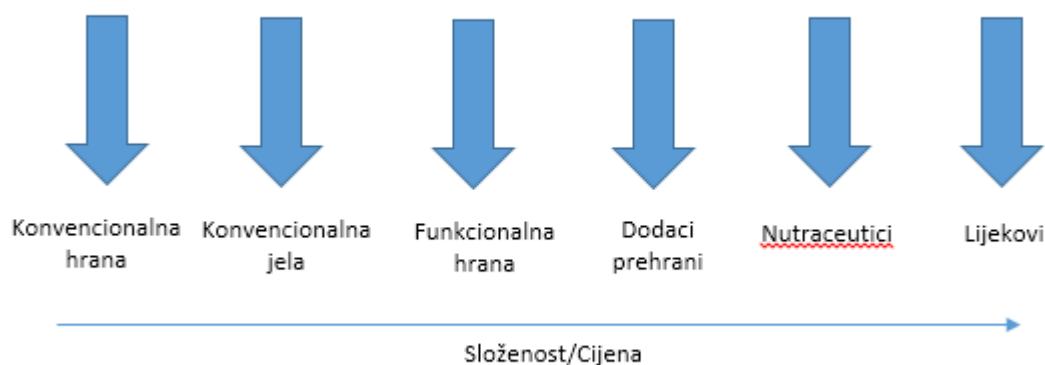 Konvencionalna
hrana
Konvencionalna
jela
Funkcionalna
hrana
Dodaci
prehrani
Nutraceutici
Lijekovi
Složenost/Cijena